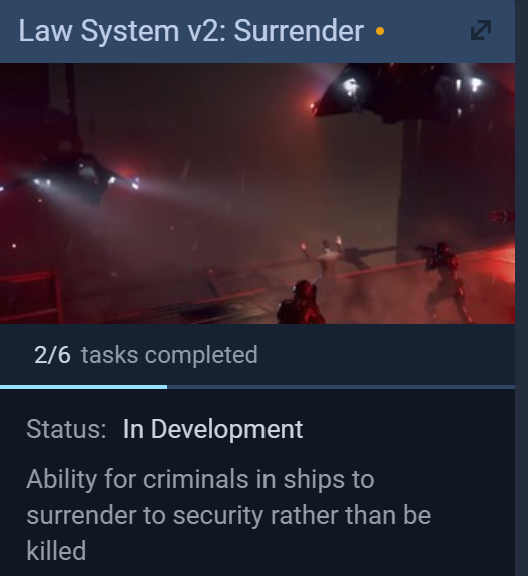 Law System v2: Surrender
2/6 tasks completed
Status: In Development
Ability for criminals in ships to
surrender to security rather than be
killed